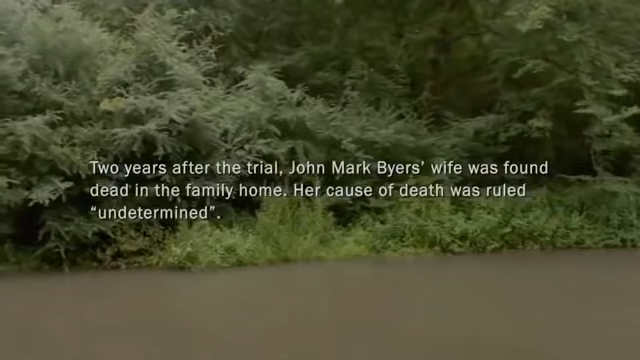 Two years after the trial, John Mark Byers’ wife was found
dead in the family home. Her cause of death was ruled
“undetermined”.